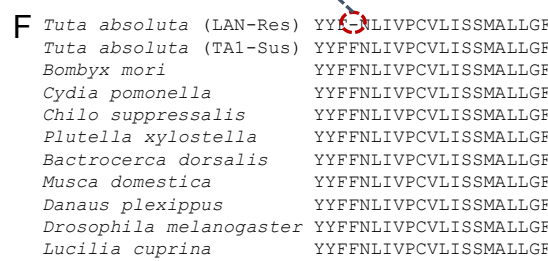 F
Tuta absoluta (LAN-Res) YYF-NLIVPCVLISSMALLGF
Tuta absoluta (TA1-Sus) YYFFNLIVPCVLISSMALLGF
Bombyx mori YYFFNLIVPCVLISSMALLGF
Cydia pomonella YYFFNLIVPCVLISSMALLGF
Chilo suppressalis YYFFNLIVPCVLISSMALLGF
Plutella xylostella YYFFNLIVPCVLISSMALLGF
Bactrocerca dorsalis YYFFNLIVPCVLISSMALLGF
Musca domestica YYFFNLIVPCVLISSMALLGF
Danaus plexippus YYFFNLIVPCVLISSMALLGF
Drosophila melanogaster YYFFNLIVPCVLISSMALLGF
Lucilia cuprina YYFFNLIVPCVLISSMALLGF